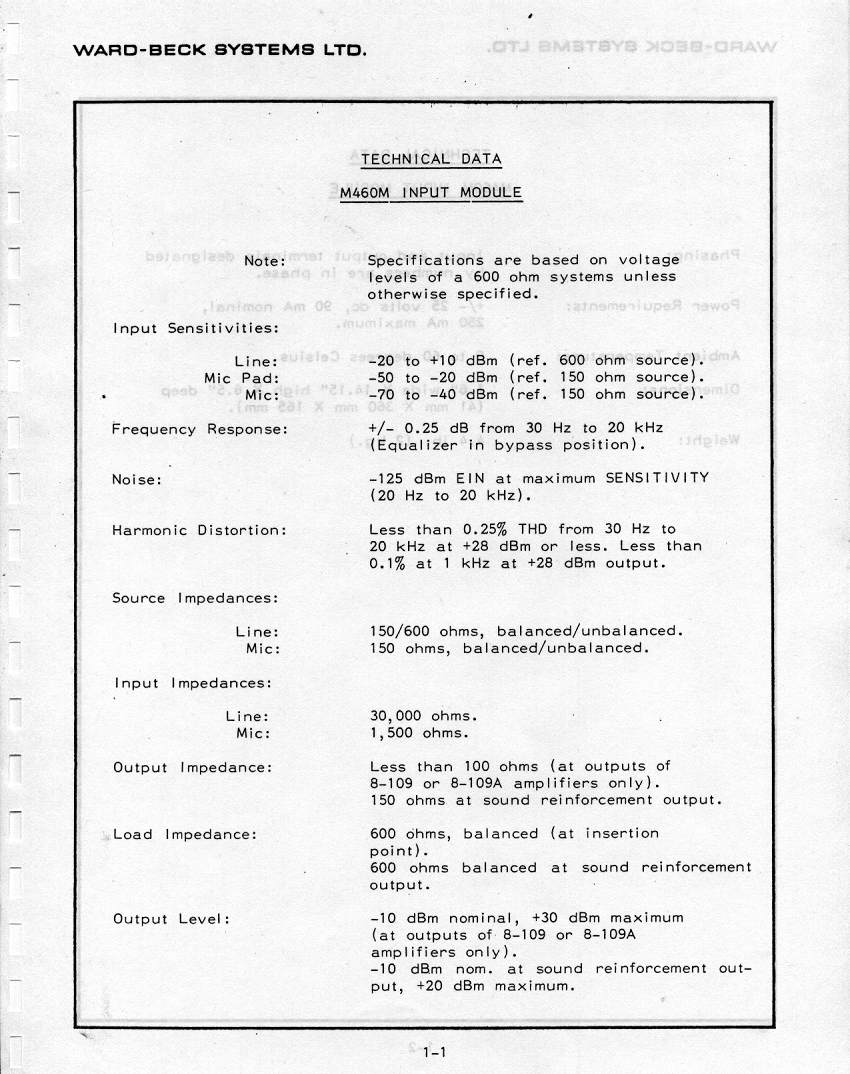 WARD-BECK SYSTEMS LTD.
TECHNICAL DATA
M460M INPUT MODULE
Note: Specifications are based on voltage
levels of a 600 ohm systems unless
otherwise specified.
Input Sensitivities:
Line: -20 to +10 dBm (ref. 600 ohm source).
Mic Pad: -50 to -20 dBm (ref. 150 ohm source).
Mic: -70 to -40 dBm (ref. 150 ohm source).
Frequency Response: +/- 0.25 dB from 30 Hz to 20 kHz
(Equalizer in bypass position).
Noise: -125 dBm EIN at maximum SENSITIVITY
(20 Hz to 20 kHz).
Harmonic Distortion: Less than 0.25% THD from 30 Hz to
20 kHz at +28 dBm or less. Less than
0.1% at 1 kHz at +28 dBm output.
Source Impedances:
Line: 150/600 ohms, balanced/unbalanced.
Mic: 150 ohms, balanced/unbalanced.
Input Impedances:
Line: 30,000 ohms.
Mic: 1,500 ohms.
Output Impedance: Less than 100 ohms (at outputs of
8-109 or 8-109A amplifiers only).
150 ohms at sound reinforcement output.
Load Impedance: 600 ohms, balanced (at insertion
point).
600 ohms balanced at sound reinforcement
output.
Output Level: -10 dBm nominal, +30 dBm maximum
(at outputs of 8-109 or 8-109A
amplifiers only).
-10 dBm nom. at sound reinforcement out-
put, +20 dBm maximum.
1-1